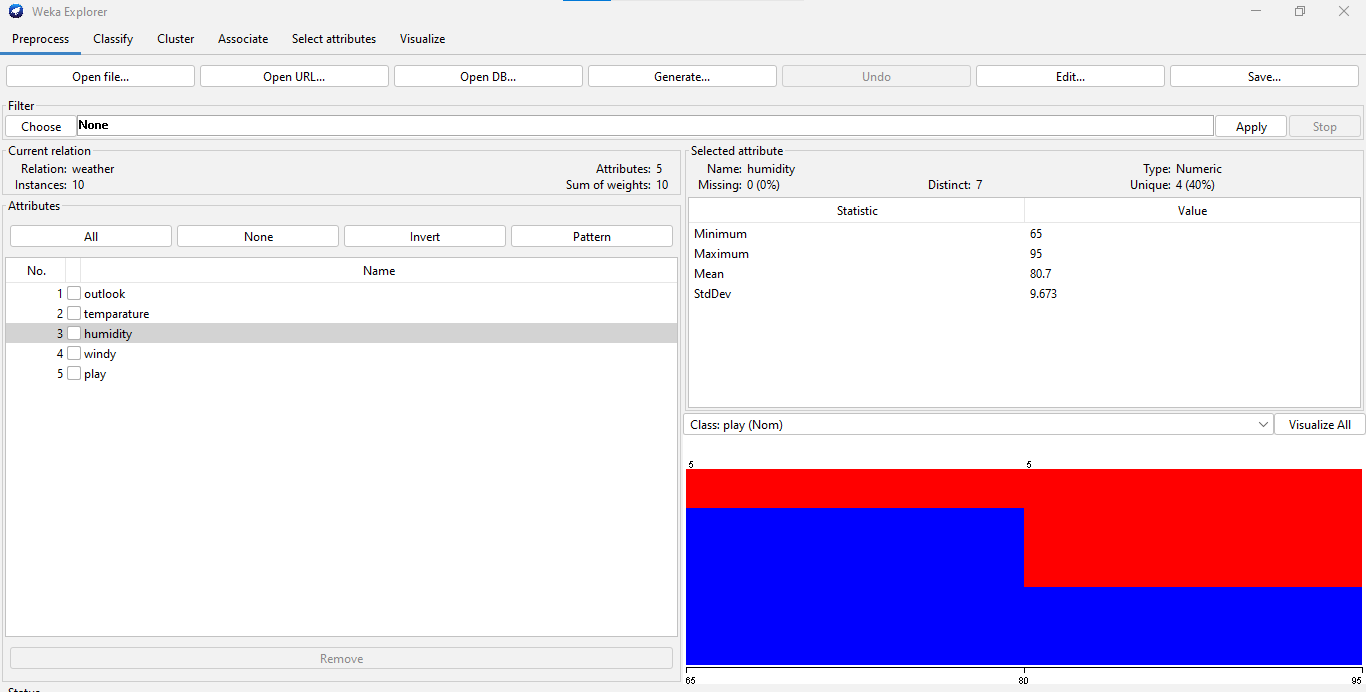 Weka Explorer
Preprocess Classify Cluster Associate Select attributes Visualize
Open file... Open URL... Open DB... Generate... Undo Edit... Save...
Filter
Choose None Apply Stop
Current relation
Relation: weather Attributes: 5
Instances: 10 Sum of weights: 10
Attributes
All None Invert Pattern
No. Name
1 outlook
2 temparature
3 humidity
4 windy
5 play
Remove
Status
Selected attribute
Name: humidity Type: Numeric
Missing: 0 (0%) Distinct: 7 Unique: 4 (40%)
Statistic Value
Minimum 65
Maximum 95
Mean 80.7
StdDev 9.673
Class: play (Nom) Visualize All
5 5
65 80 95